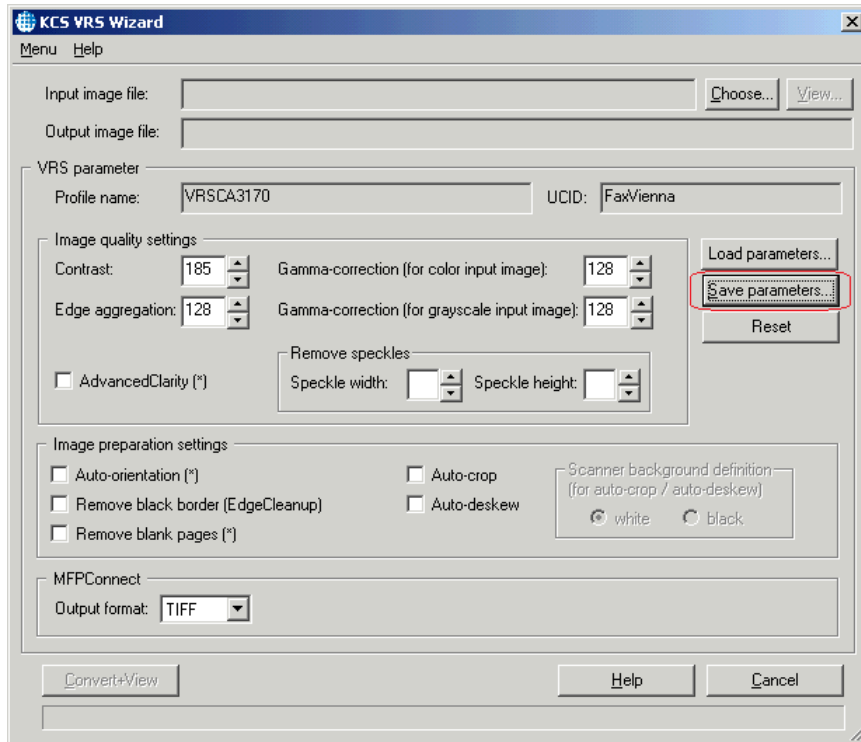 KCS VRS Wizard
Menu Help
Input image file: Choose... View...
Output image file:
VRS parameter
Profile name: VRSCA3170 UCID: FaxVienna
Image quality settings
Contrast: 185 Gamma-correction (for color input image): 128 Load parameters...
Edge aggregation: 128 Gamma-correction (for grayscale input image): 128 Save parameters...
Reset
Remove speckles
AdvancedClarity (*) Speckle width: Speckle height:
Image preparation settings
Auto-orientation (*) Auto-crop Scanner background definition
Remove black border (EdgeCleanup) Auto-deskew (for auto-crop / auto-deskew)
Remove blank pages (*) white black
MFPConnect
Output format: TIFF
Convert+View Help Cancel